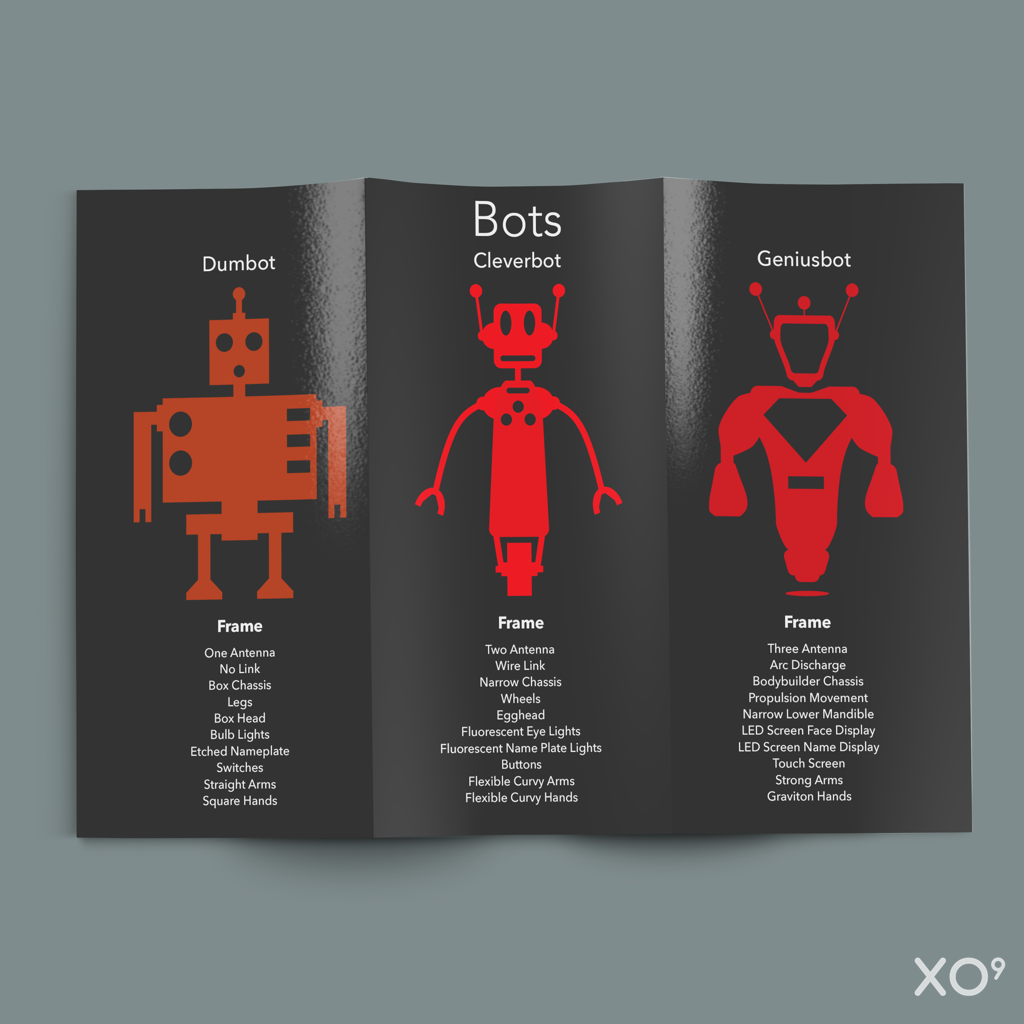 Bots
Dumbot
Frame
One Antenna
No Link
Box Chassis
Legs
Box Head
Bulb Lights
Etched Nameplate
Switches
Straight Arms
Square Hands
Cleverbot
Frame
Two Antenna
Wire Link
Narrow Chassis
Wheels
Egghead
Fluorescent Eye Lights
Fluorescent Name Plate Lights
Buttons
Flexible Curvy Arms
Flexible Curvy Hands
Geniusbot
Frame
Three Antenna
Arc Discharge
Bodybuilder Chassis
Propulsion Movement
Narrow Lower Mandible
LED Screen Face Display
LED Screen Name Display
Touch Screen
Strong Arms
Graviton Hands
XO⁹